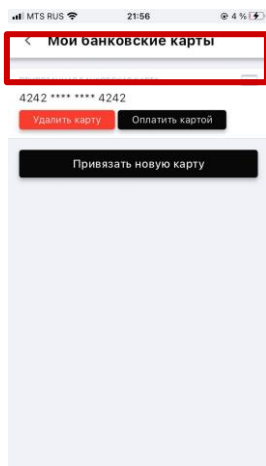 MTS RUS 21:56 4 %
< Мои банковские карты
4242 **** **** 4242
Удалить карту Оплатить картой
Привязать новую карту